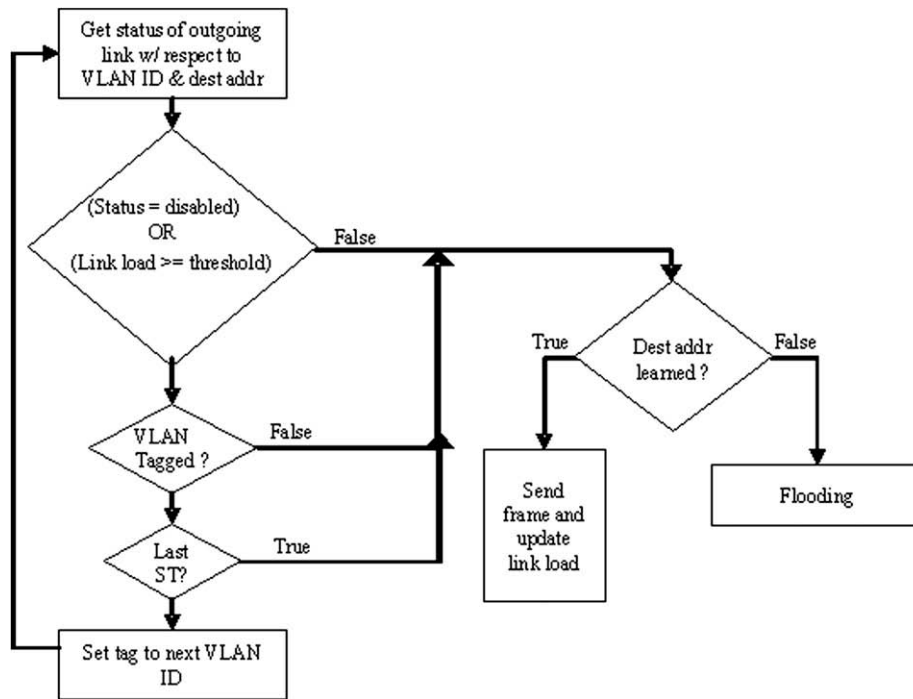 Get status of outgoing
link w/ respect to
VLAN ID & dest addr
(Status = disabled)
OR
(Link load >= threshold)
False
True
Dest addr
learned ?
False
VLAN
Tagged ?
False
Send
frame and
update
link load
Flooding
Last
ST?
True
Set tag to next VLAN
ID